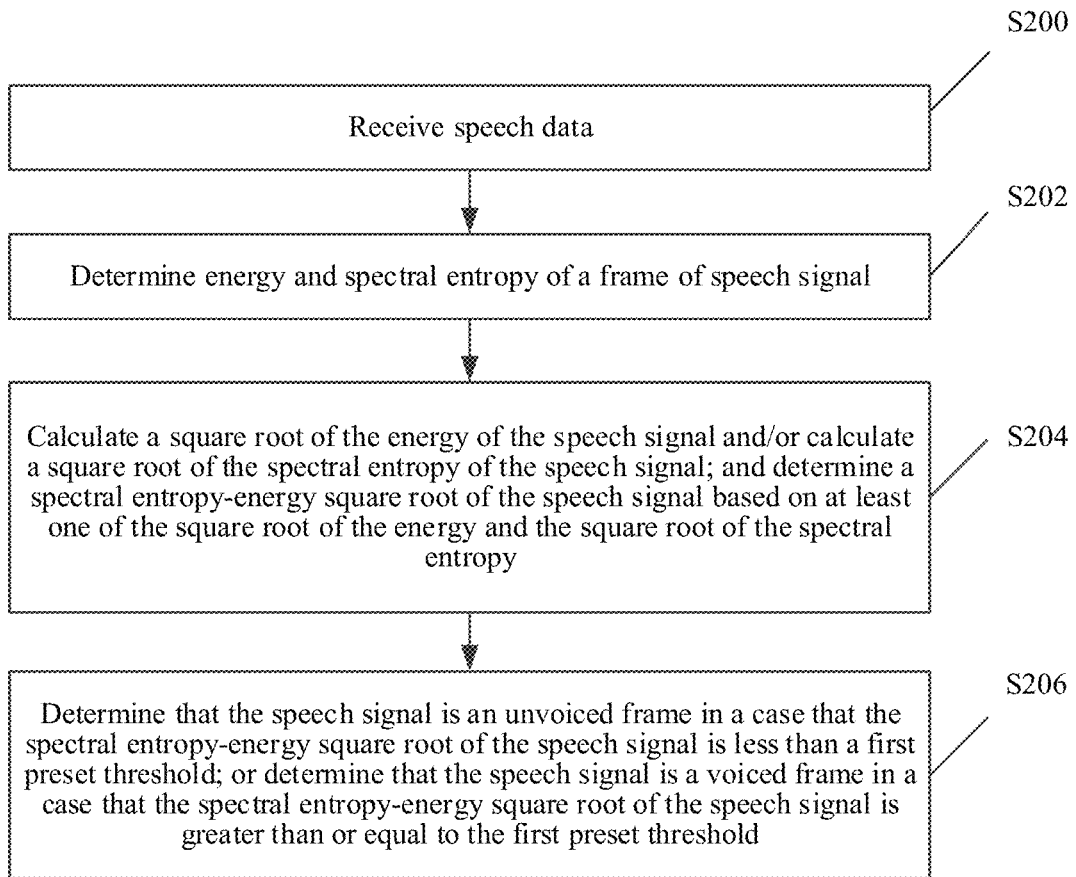 S200
Receive speech data
S202
Determine energy and spectral entropy of a frame of speech signal
S204
Calculate a square root of the energy of the speech signal and/or calculate
a square root of the spectral entropy of the speech signal; and determine a
spectral entropy-energy square root of the speech signal based on at least
one of the square root of the energy and the square root of the spectral
entropy
S206
Determine that the speech signal is an unvoiced frame in a case that the
spectral entropy-energy square root of the speech signal is less than a first
preset threshold; or determine that the speech signal is a voiced frame in a
case that the spectral entropy-energy square root of the speech signal is
greater than or equal to the first preset threshold